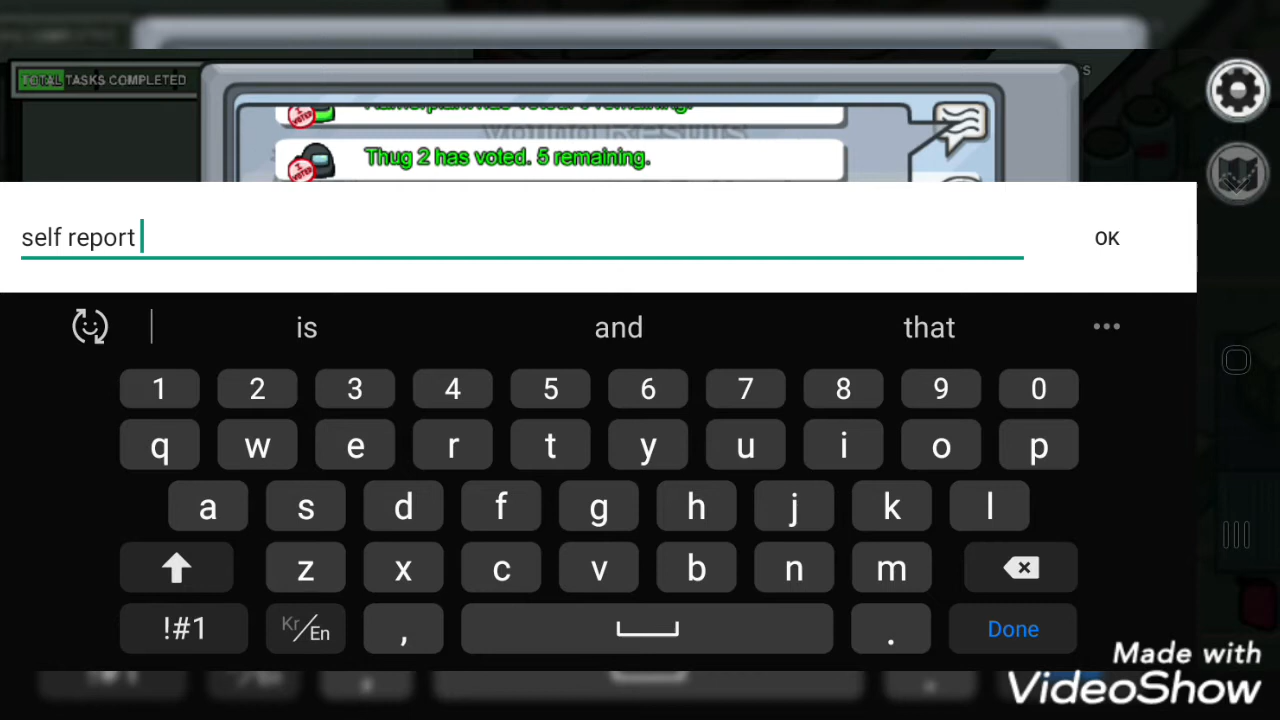 TOTAL TASKS COMPLETED
Thug 2 has voted. 5 remaining.
self report
OK
is and that
1 2 3 4 5 6 7 8 9 0
q w e r t y u i o p
a s d f g h j k l
z x c v b n m
!#1 Kr/En , . Done
Made with
VideoShow